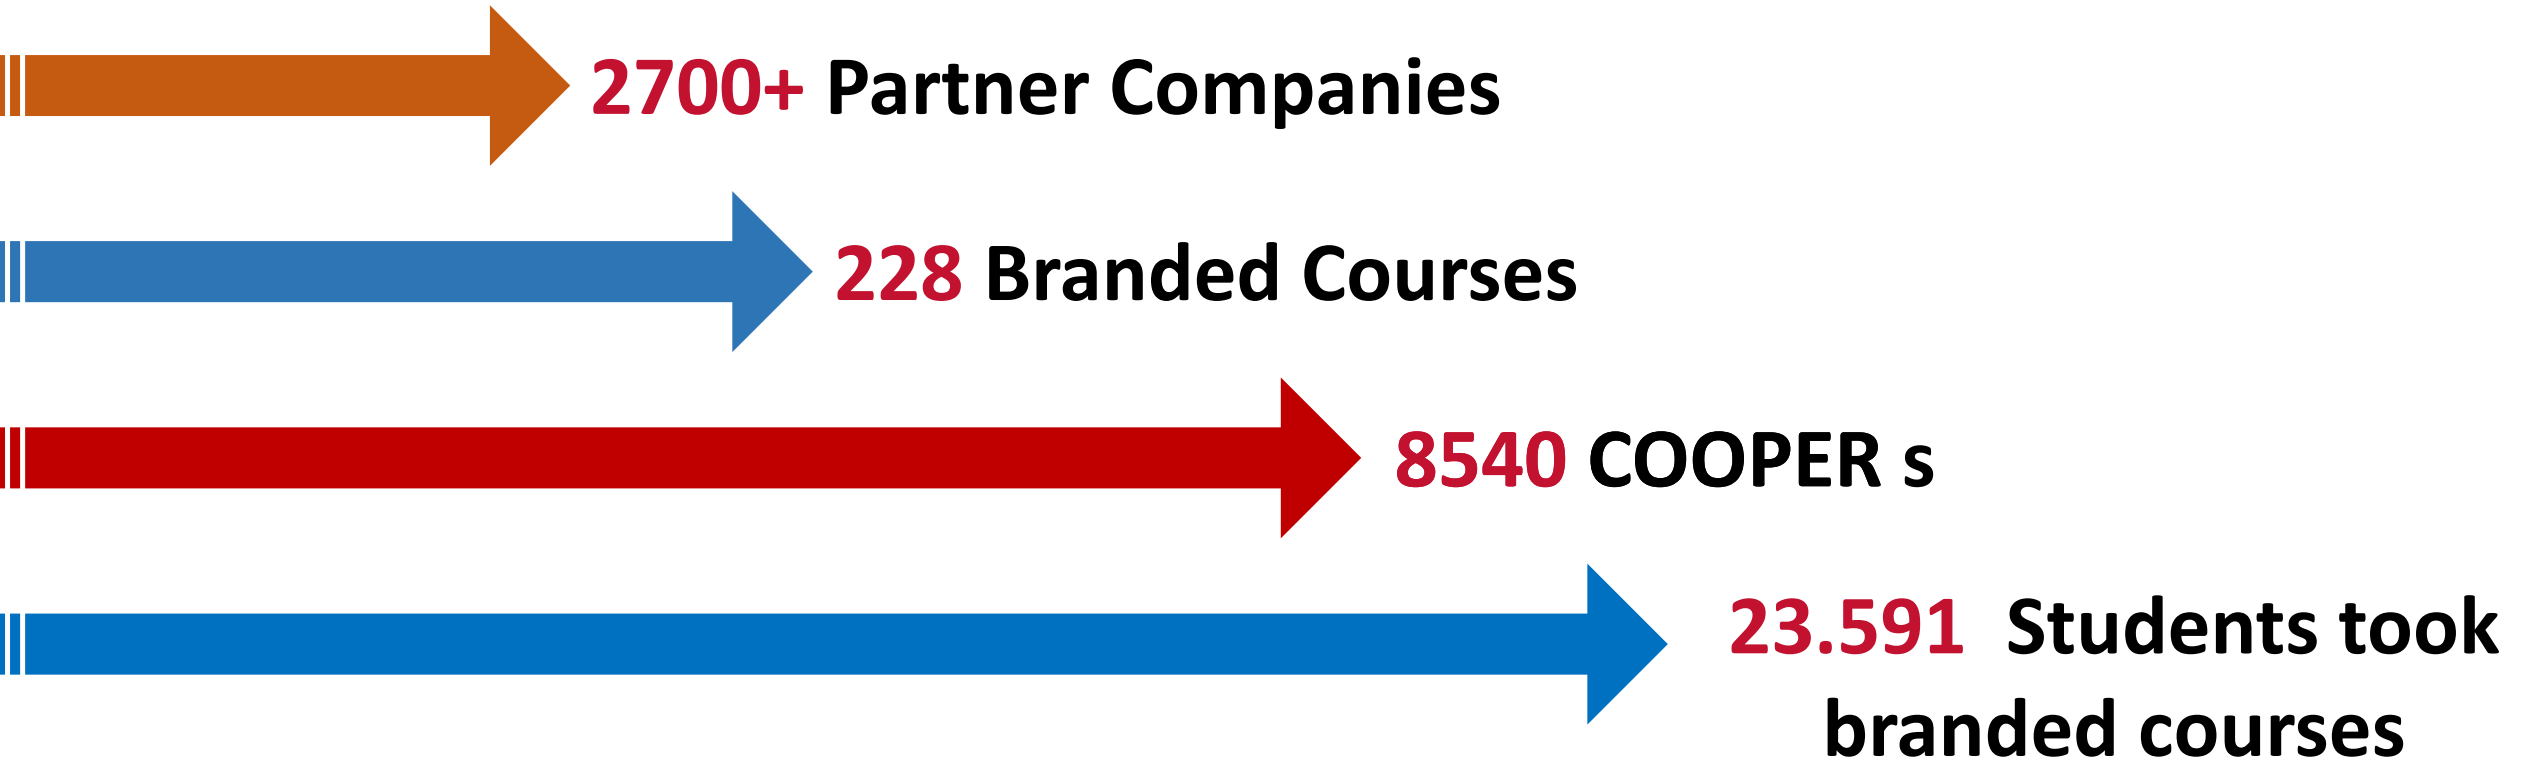 2700+ Partner Companies
228 Branded Courses
8540 COOPER s
23.591 Students took
branded courses